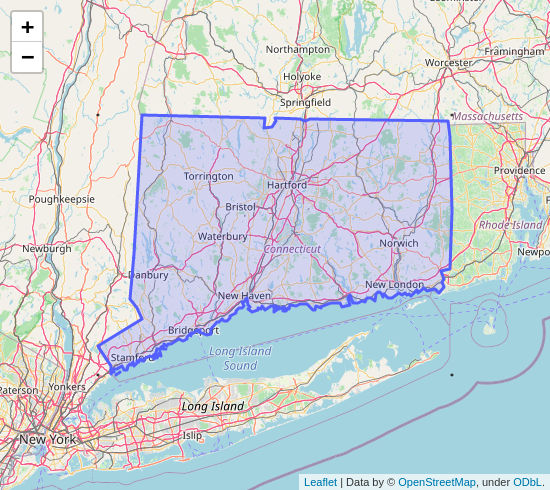 +
−
Northampton
Framingham
Worcester
Holyoke
Springfield
Massachusetts
Providence
Torrington
Hartford
Poughkeepsie
Bristol
Rhode Island
Waterbury
Norwich
Connecticut
Newburgh
Newpo
Danbury
New London
New Haven
Bridgeport
Stamford
Long Island
Sound
Yonkers
Paterson
Long Island
New York
Islip
Leaflet | Data by © OpenStreetMap, under ODbL.